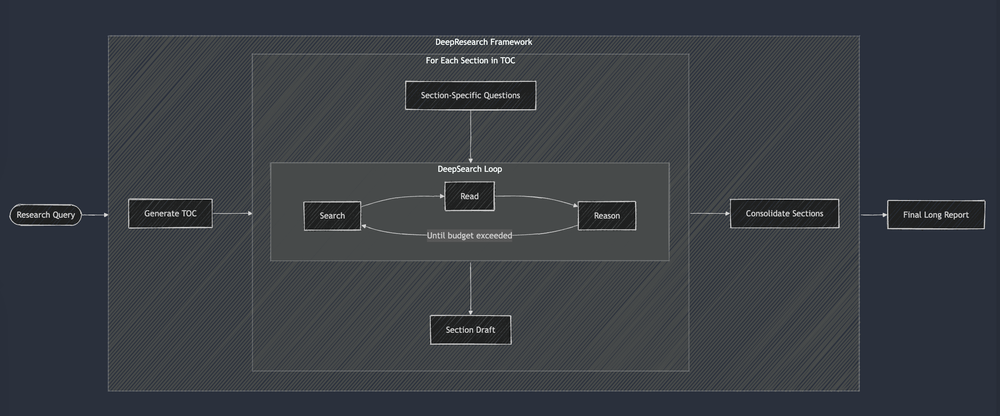 DeepResearch Framework
For Each Section in TOC
Section-Specific Questions
DeepSearch Loop
Read
Search
Reason
Until budget exceeded
Research Query
Generate TOC
Consolidate Sections
Final Long Report
Section Draft